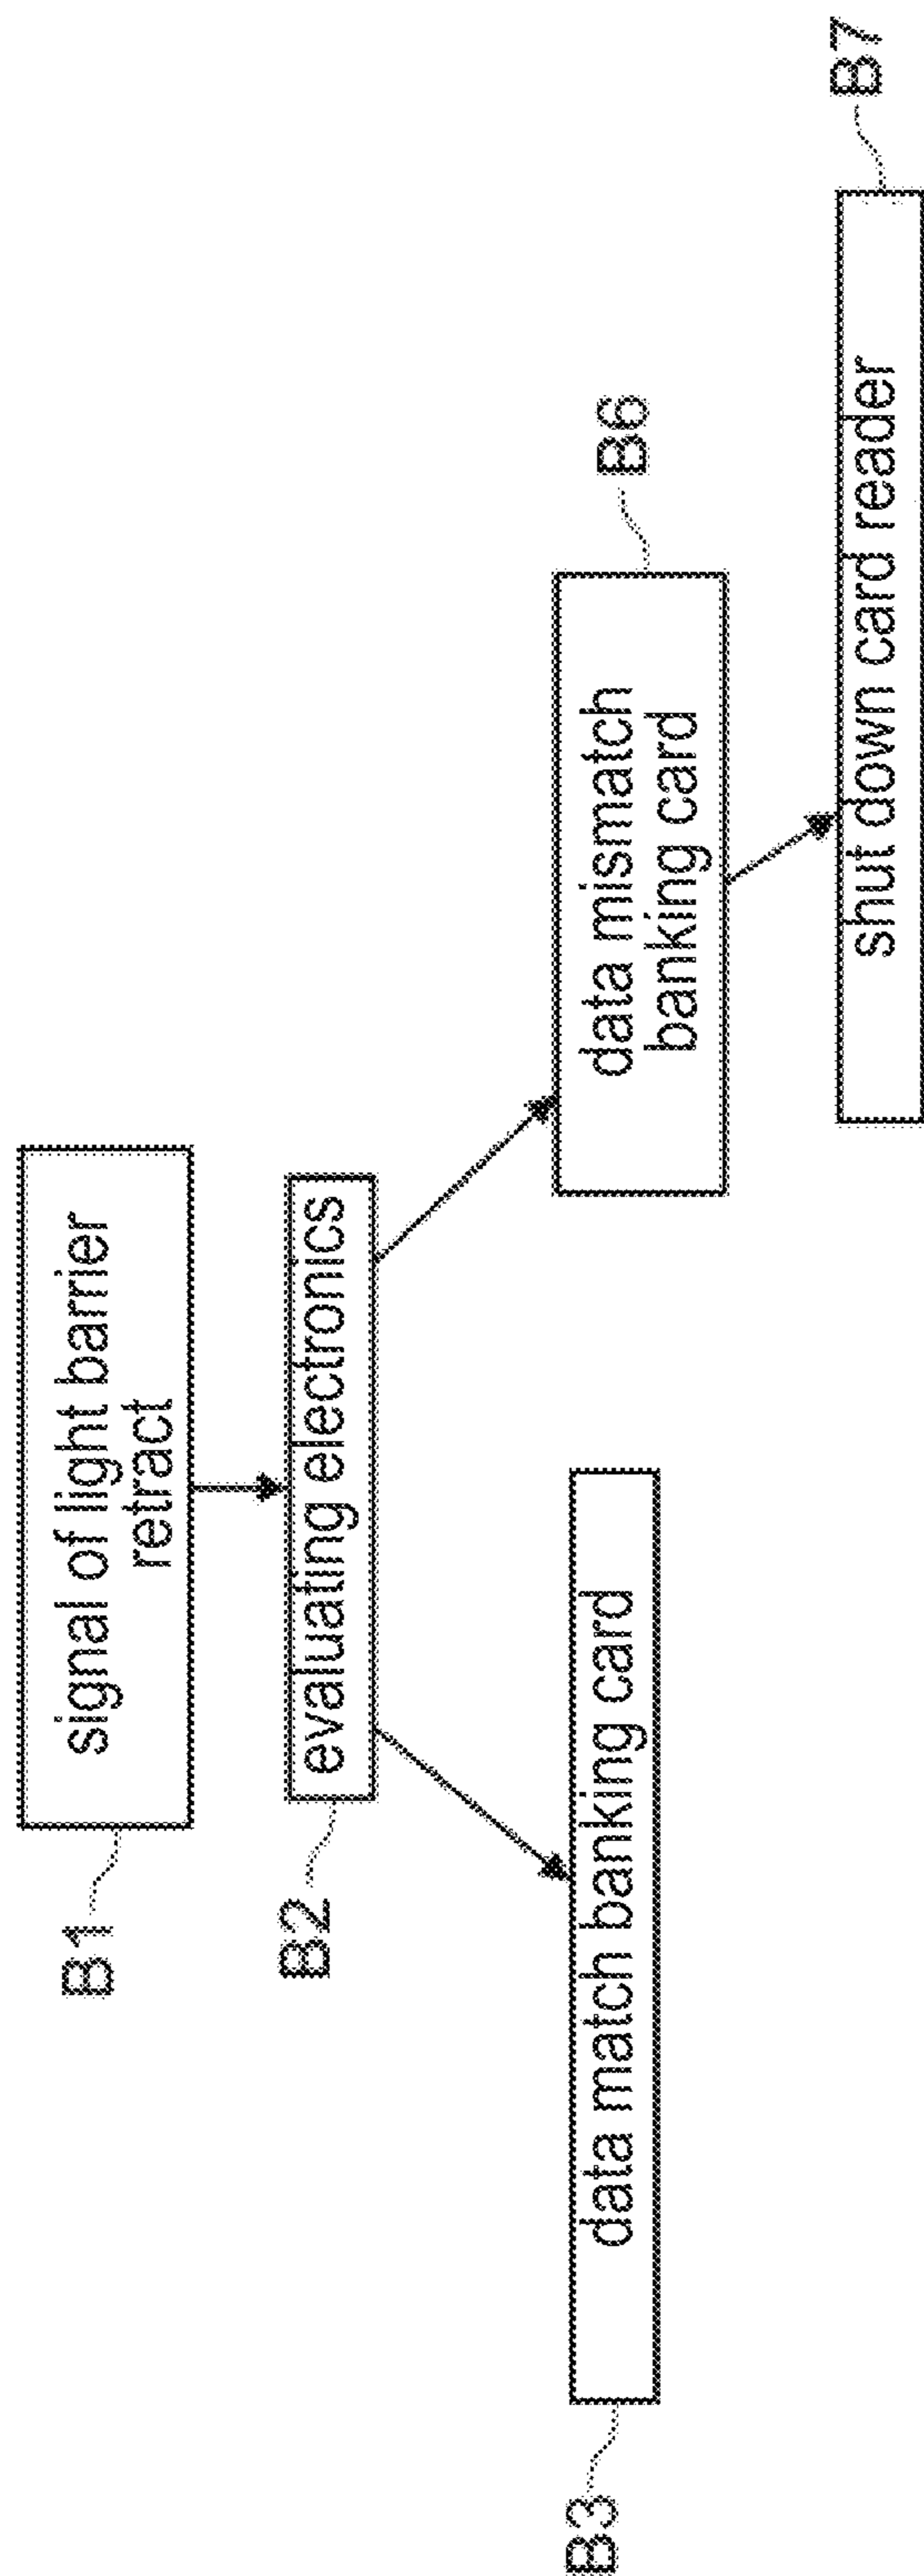 B1
signal of light barrier
retract
B2
evaluating electronics
B3
data match banking card
data mismatch
banking card
B6
shut down card reader
B7